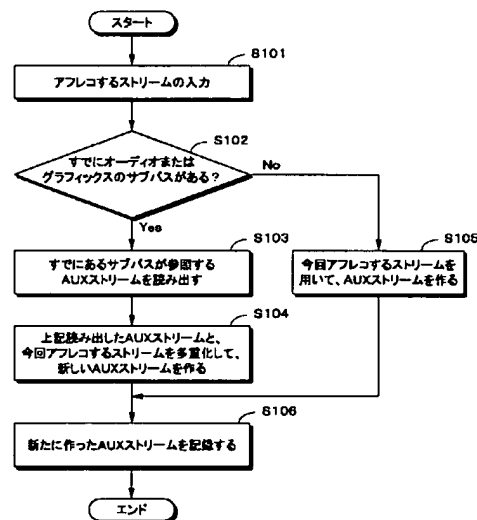 スタート
S101
アフレコするストリームの入力
S102
すでにオーディオまたは
グラフィックスのサブパスがある?
No
Yes
S103
すでにあるサブパスが参照する
AUXストリームを読み出す
S105
今回アフレコするストリームを
用いて、AUXストリームを作る
S104
上記読み出したAUXストリームと、
今回アフレコするストリームを多重化して、
新しいAUXストリームを作る
S106
新たに作ったAUXストリームを記録する
エンド